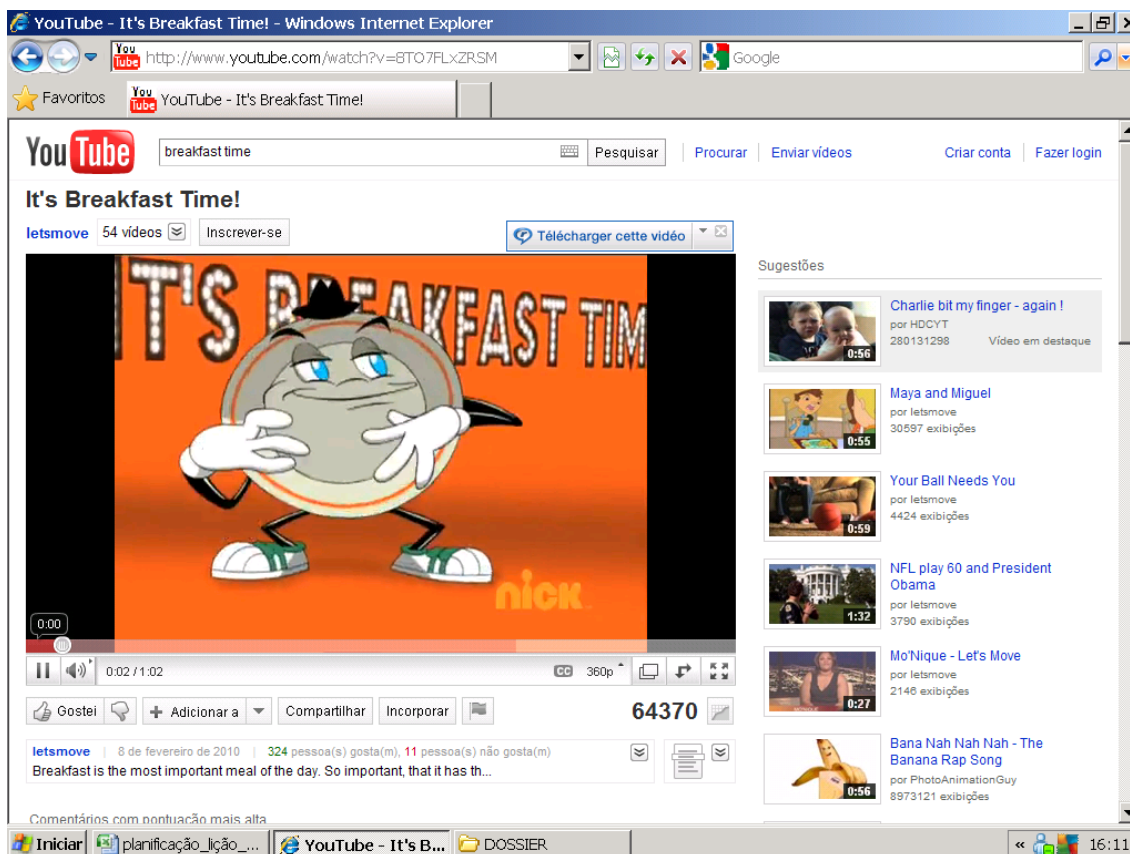 YouTube - It's Breakfast Time! - Windows Internet Explorer
You Tube http://www.youtube.com/watch?v=8TO7FLxZRSM Google
Favoritos You Tube YouTube - It's Breakfast Time!
You Tube breakfast time Pesquisar Procurar Enviar vídeos Criar conta Fazer login
It's Breakfast Time!
letsmove 54 vídeos Inscrever-se
Télécharger cette vidéo
IT'S BREAKFAST TIM
nick
0:00
0:02 / 1:02 CC 360p
Gostei Adicionar a Compartilhar Incorporar 64370
letsmove 8 de fevereiro de 2010 324 pessoa(s) gosta(m), 11 pessoa(s) não gosta(m)
Breakfast is the most important meal of the day. So important, that it has th...
Comentários com pontuação mais alta
Sugestões
Charlie bit my finger - again !
por HDCYT
280131298 Vídeo em destaque
0:56
Maya and Miguel
por letsmove
30597 exibições
0:55
Your Ball Needs You
por letsmove
4424 exibições
0:59
NFL play 60 and President
Obama
por letsmove
3790 exibições
1:32
Mo'Nique - Let's Move
por letsmove
2146 exibições
0:27
Bana Nah Nah Nah - The
Banana Rap Song
por PhotoAnimationGuy
8973121 exibições
0:56
Iniciar planificação_lição_... YouTube - It's B... DOSSIER « 16:11